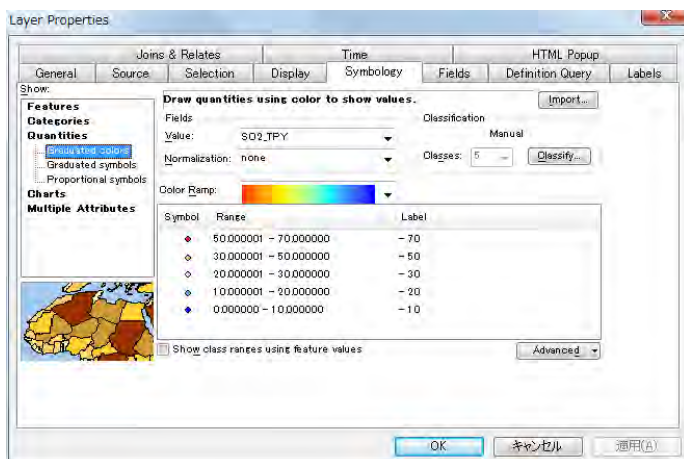 Layer Properties
Joins & Relates Time HTML Popup
General Source Selection Display Symbology Fields Definition Query Labels
Show:
Features
Categories
Quantities
Graduated colors
Graduated symbols
Proportional symbols
Charts
Multiple Attributes
Draw quantities using color to show values.
Import...
Fields
Value: SO2_TPY
Normalization: none
Classification
Manual
Classes: 5 Classify...
Color Ramp:
Symbol Range Label
50.000001 - 70.000000 - 70
30.000001 - 50.000000 - 50
20.000001 - 30.000000 - 30
10.000001 - 20.000000 - 20
0.000000 - 10.000000 - 10
Show class ranges using feature values
Advanced
OK キャンセル 適用(A)